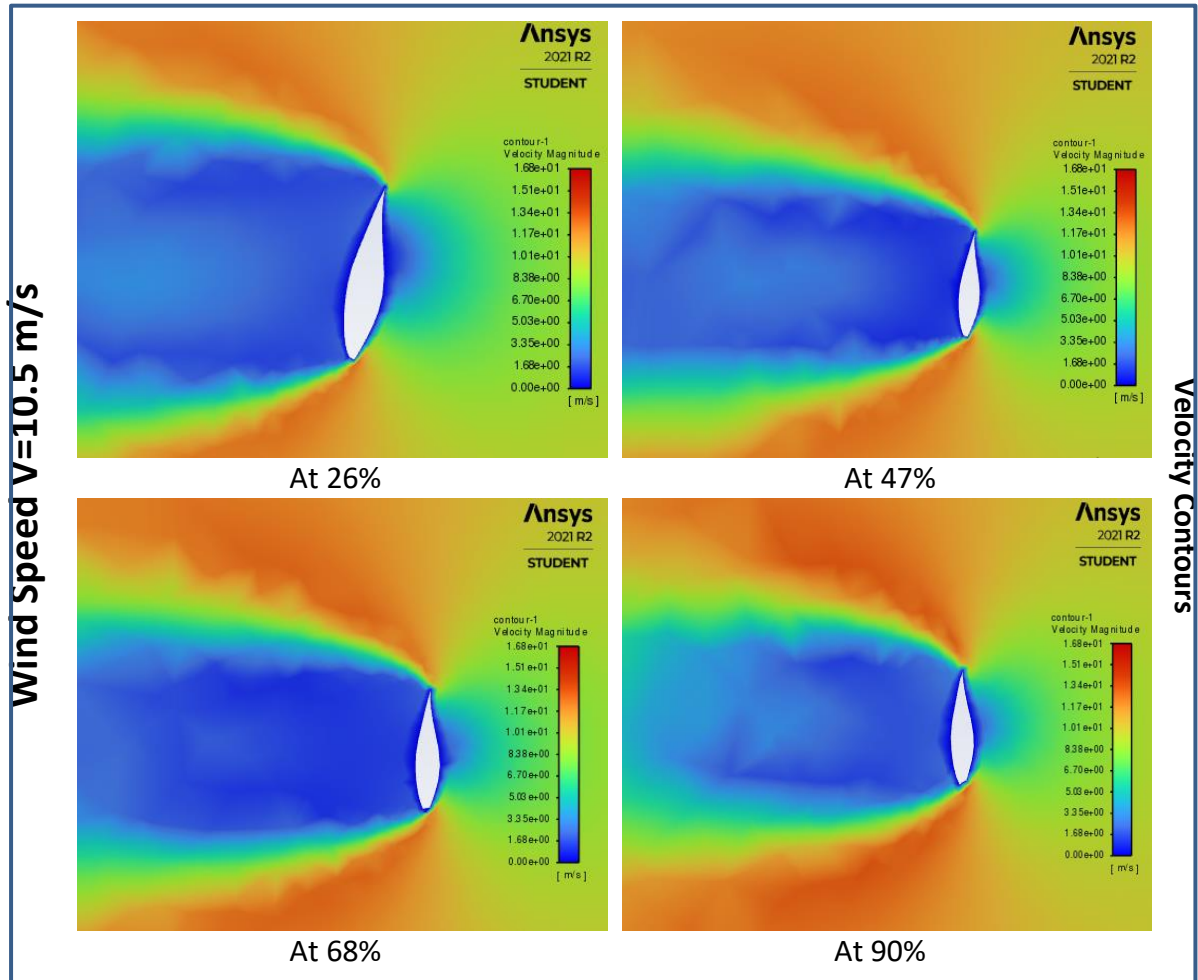 Wind Speed V=10.5 m/s
Ansys
2021 R2
STUDENT
contour-1
Velocity Magnitude
1.68e+01
1.51e+01
1.34e+01
1.17e+01
1.01e+01
8.38e+00
6.70e+00
5.03e+00
3.35e+00
1.68e+00
0.00e+00
[ m/s ]
At 26%
Ansys
2021 R2
STUDENT
contour-1
Velocity Magnitude
1.68e+01
1.51e+01
1.34e+01
1.17e+01
1.01e+01
8.38e+00
6.70e+00
5.03e+00
3.35e+00
1.68e+00
0.00e+00
[ m/s ]
At 47%
Ansys
2021 R2
STUDENT
contour-1
Velocity Magnitude
1.68e+01
1.51e+01
1.34e+01
1.17e+01
1.01e+01
8.38e+00
6.70e+00
5.03e+00
3.35e+00
1.68e+00
0.00e+00
[ m/s ]
At 68%
Ansys
2021 R2
STUDENT
contour-1
Velocity Magnitude
1.68e+01
1.51e+01
1.34e+01
1.17e+01
1.01e+01
8.38e+00
6.70e+00
5.03e+00
3.35e+00
1.68e+00
0.00e+00
[ m/s ]
At 90%
Velocity Contours